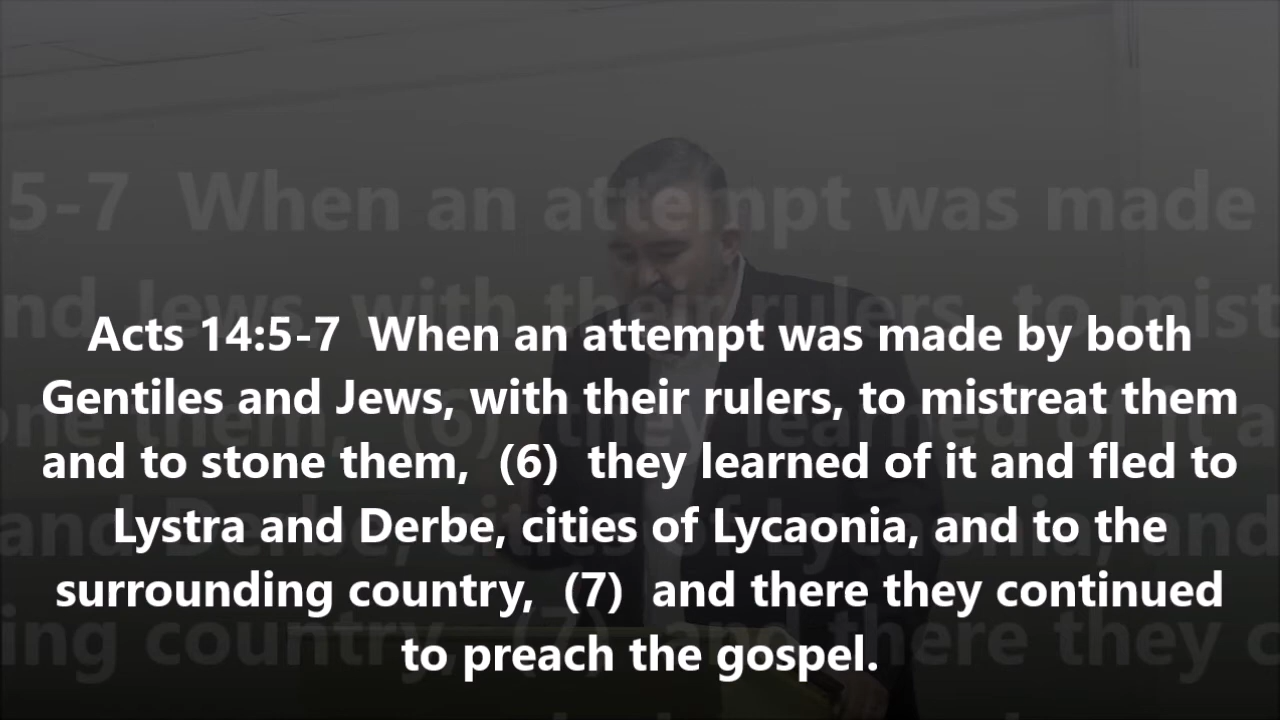 Acts 14:5-7  When an attempt was made by both
Gentiles and Jews, with their rulers, to mistreat them
and to stone them,  (6)  they learned of it and fled to
Lystra and Derbe, cities of Lycaonia, and to the
surrounding country,  (7)  and there they continued
to preach the gospel.